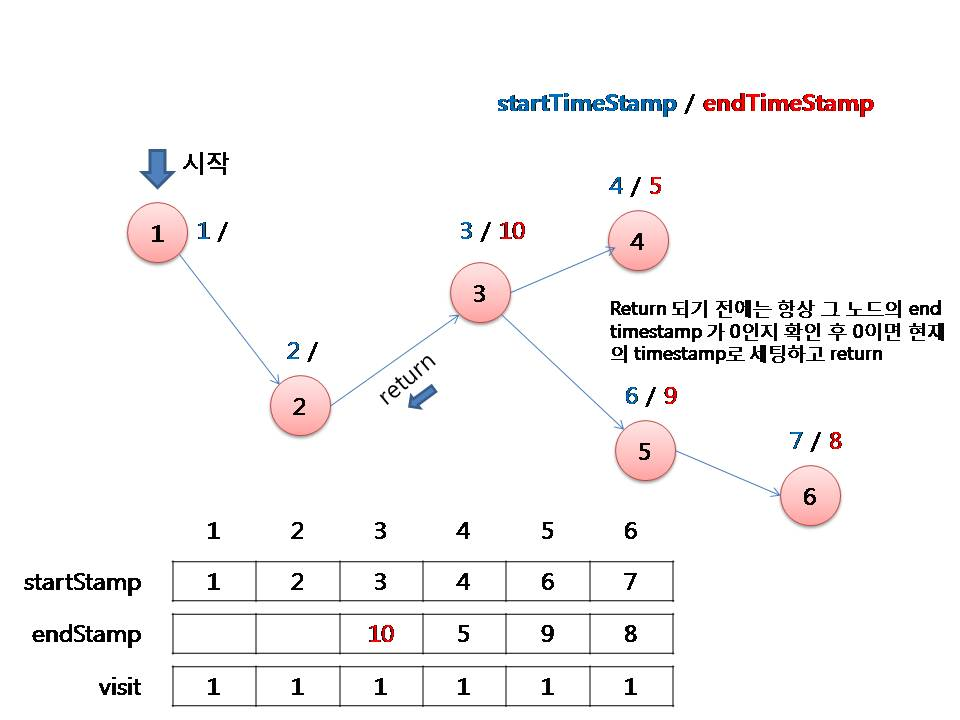 startTimeStamp / endTimeStamp
시작
4 / 5
1
1 /
3 / 10
4
3
Return 되기 전에는 항상 그 노드의 end
timestamp 가 0인지 확인 후 0이면 현재
의 timestamp로 세팅하고 return
2 /
return
6 / 9
2
7 / 8
5
6
1 2 3 4 5 6
startStamp 1 2 3 4 6 7
endStamp 10 5 9 8
visit 1 1 1 1 1 1